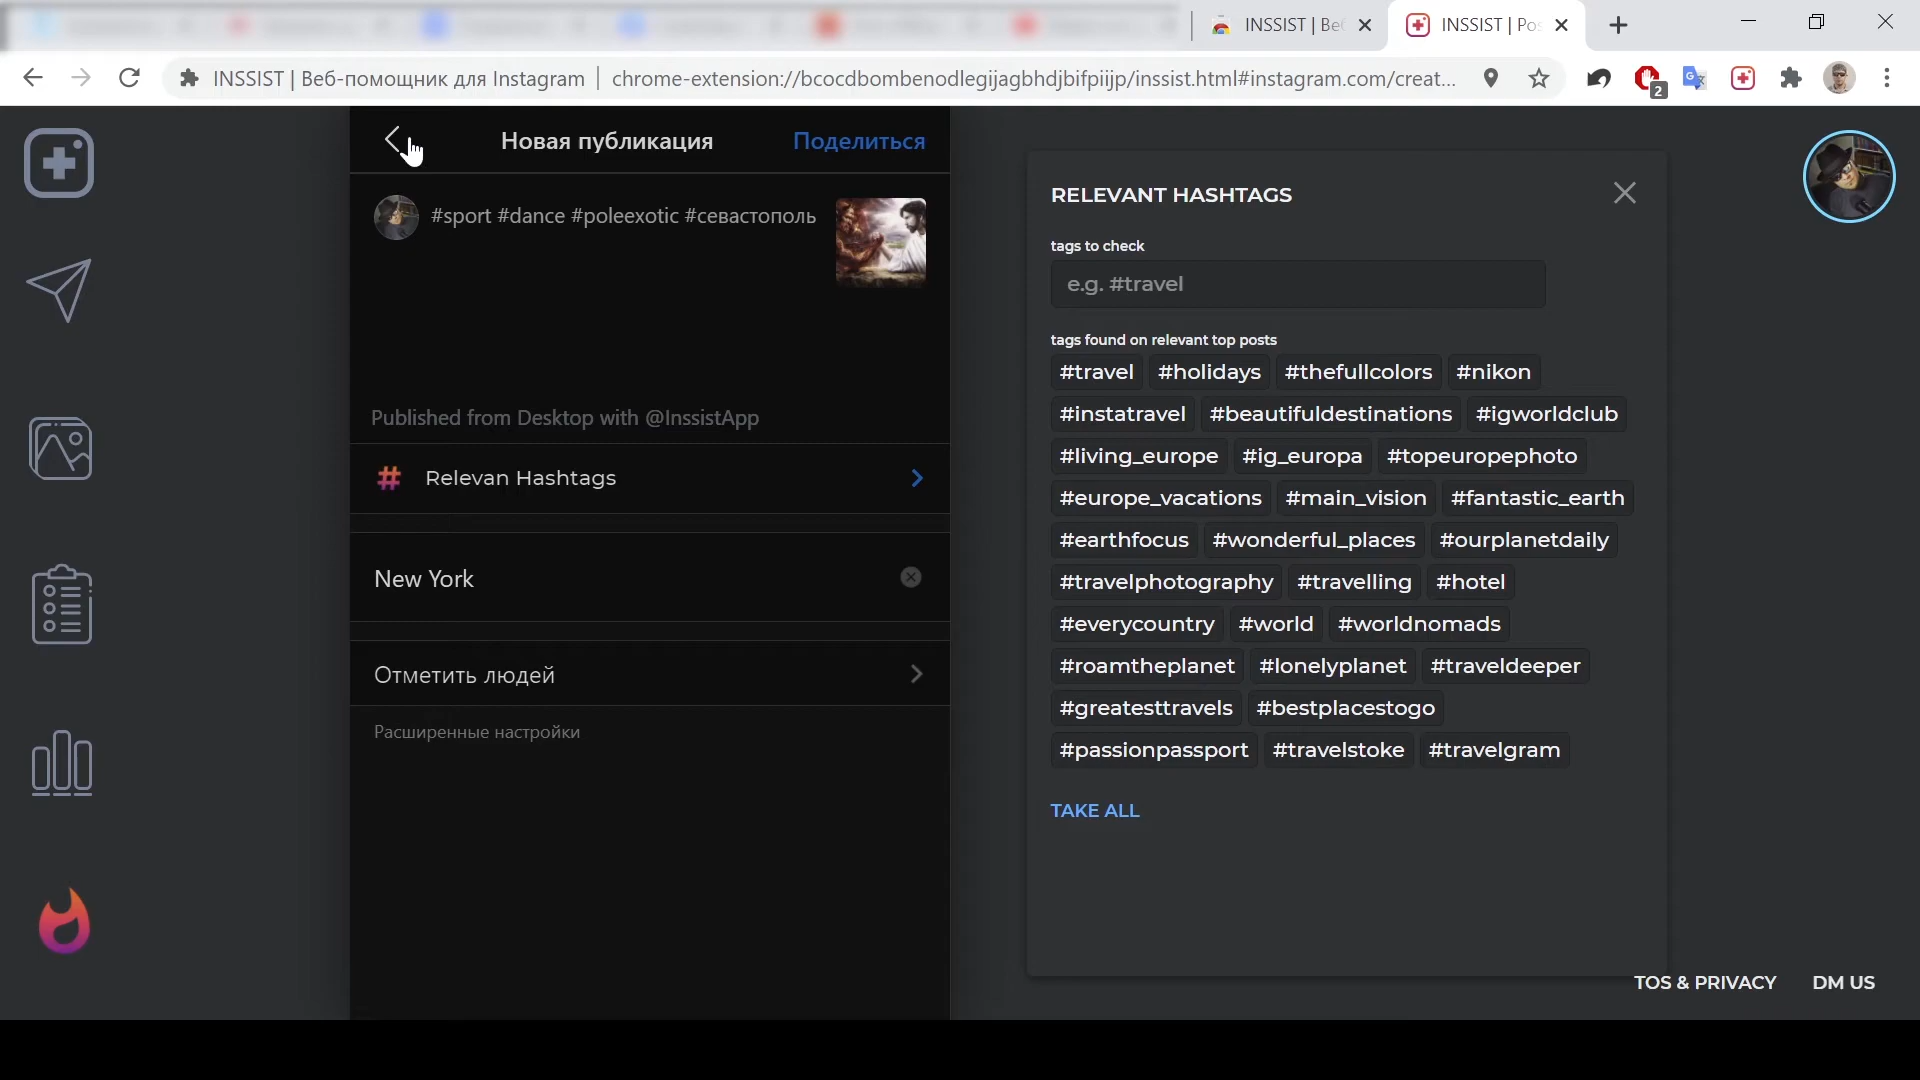 INSSIST | Ве
INSSIST | Po
INSSIST | Веб-помощник для Instagram
chrome-extension://bcocdbombenodlegijagbhdjbifpiijp/inssist.html#instagram.com/creat...
2
Новая публикация
Поделиться
#sport #dance #poleexotic #севастополь
Published from Desktop with @InssistApp
Relevan Hashtags
New York
Отметить людей
Расширенные настройки
RELEVANT HASHTAGS
tags to check
e.g. #travel
tags found on relevant top posts
#travel #holidays #thefullcolors #nikon
#instatravel #beautifuldestinations #igworldclub
#living_europe #ig_europa #topeuropephoto
#europe_vacations #main_vision #fantastic_earth
#earthfocus #wonderful_places #ourplanetdaily
#travelphotography #travelling #hotel
#everycountry #world #worldnomads
#roamtheplanet #lonelyplanet #traveldeeper
#greatesttravels #bestplacestogo
#passionpassport #travelstoke #travelgram
TAKE ALL
TOS & PRIVACY
DM US